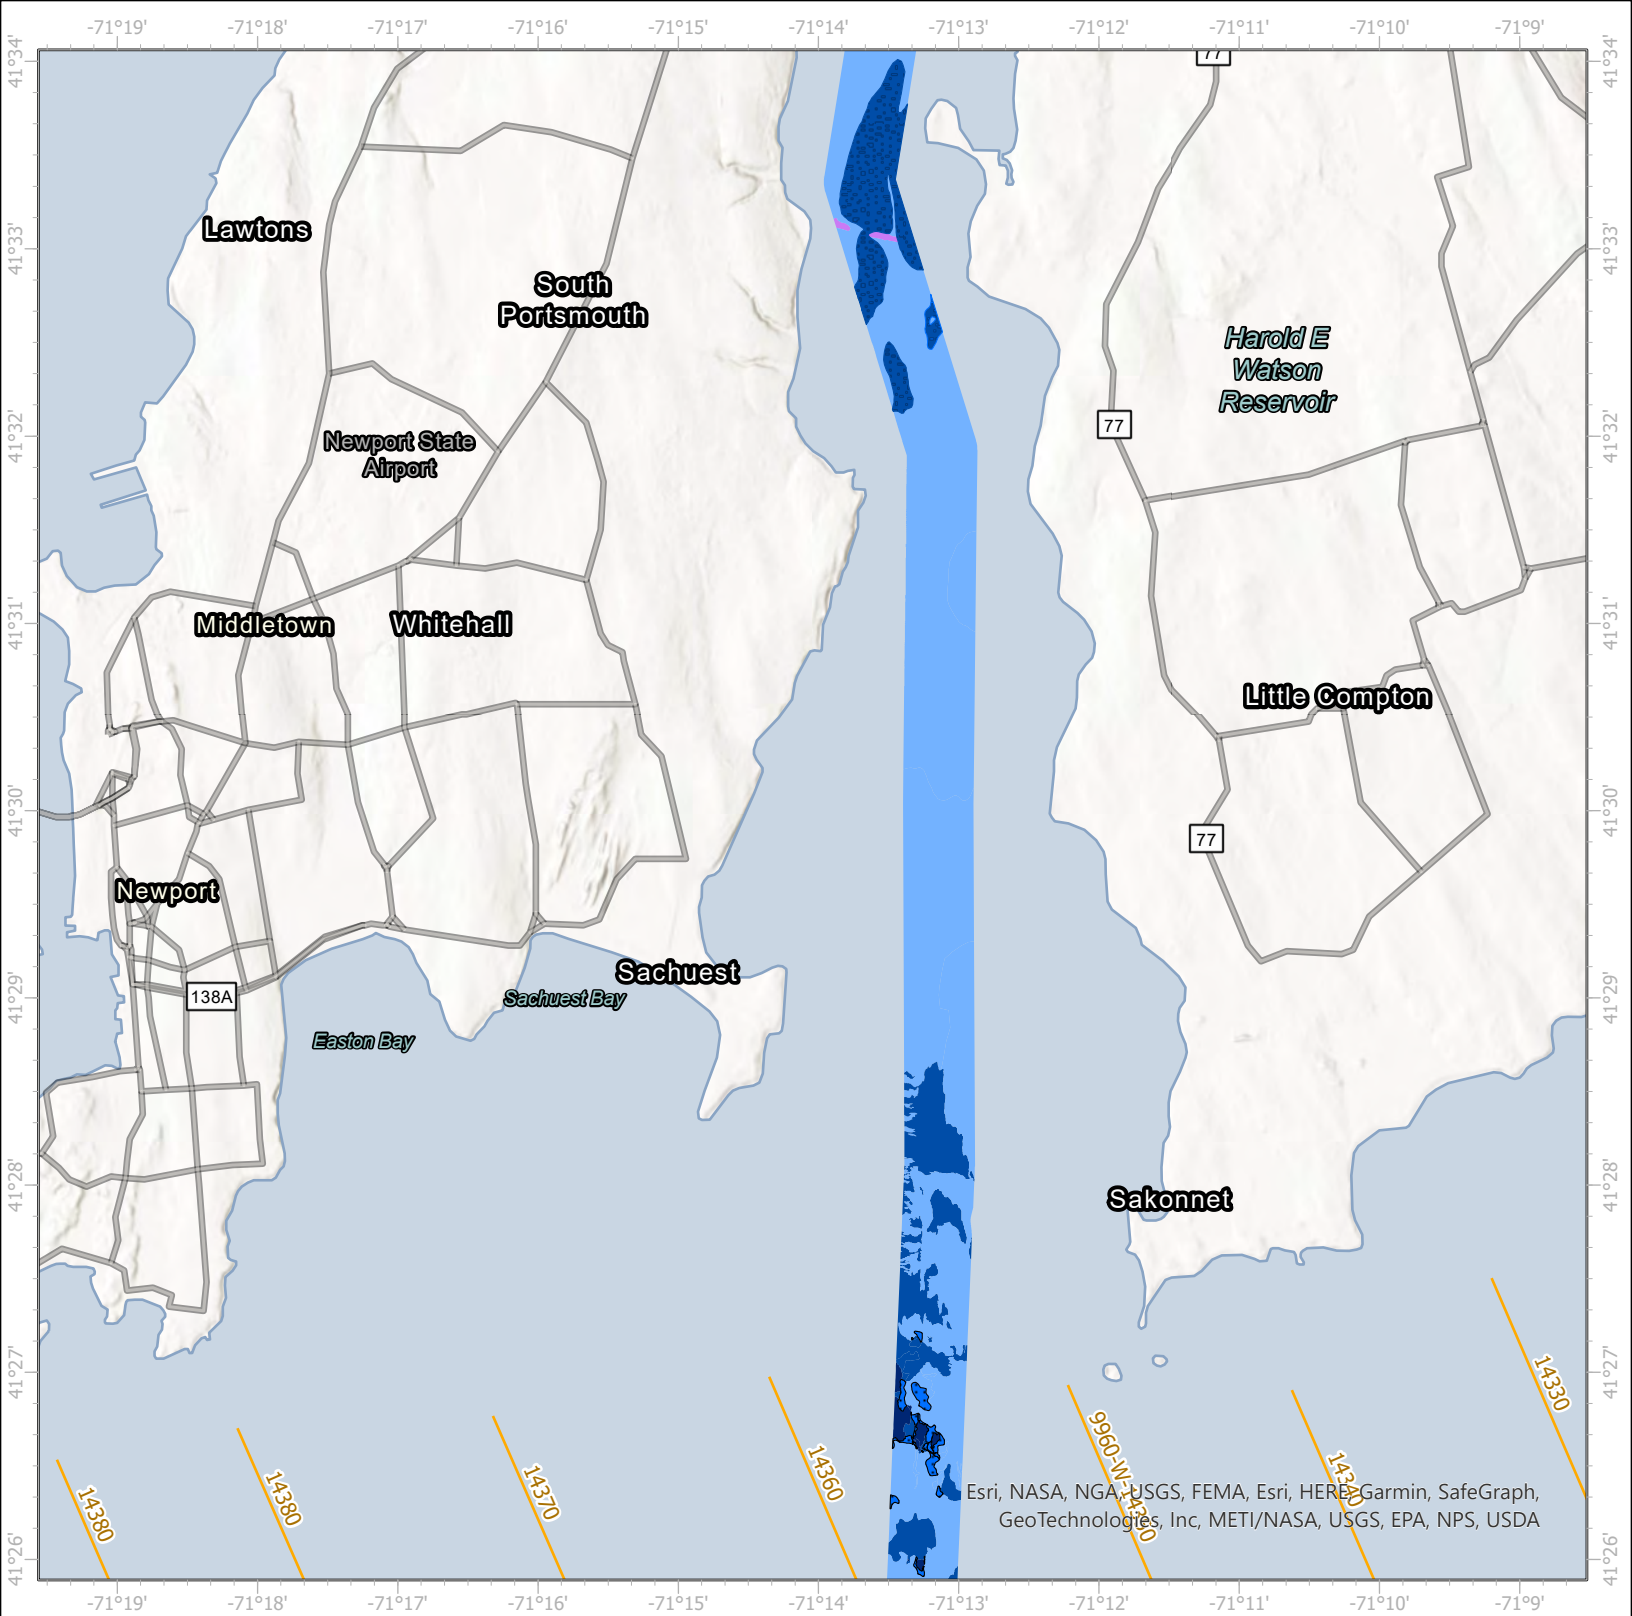 -71°19' -71°18' -71°17' -71°16' -71°15' -71°14' -71°13' -71°12' -71°11' -71°10' -71°9'
41°34'
41°34'
77
Lawtons
41°33'
41°33'
South
Portsmouth
Harold E
Watson
Reservoir
77
41°32'
41°32'
Newport State
Airport
41°31'
41°31'
Middletown
Whitehall
Little Compton
41°30'
41°30'
77
Newport
Sachuest
138A
Sachuest Bay
41°29'
41°29'
Easton Bay
41°28'
41°28'
Sakonnet
41°27'
41°27'
14330
14380
14380
14370
14360
14340
Esri, NASA, NGA, USGS, FEMA, Esri, HERE, Garmin, SafeGraph,
GeoTechnologies, Inc, METI/NASA, USGS, EPA, NPS, USDA
41°26'
41°26'
-71°19' -71°18' -71°17' -71°16' -71°15' -71°14' -71°13' -71°12' -71°11' -71°10' -71°9'